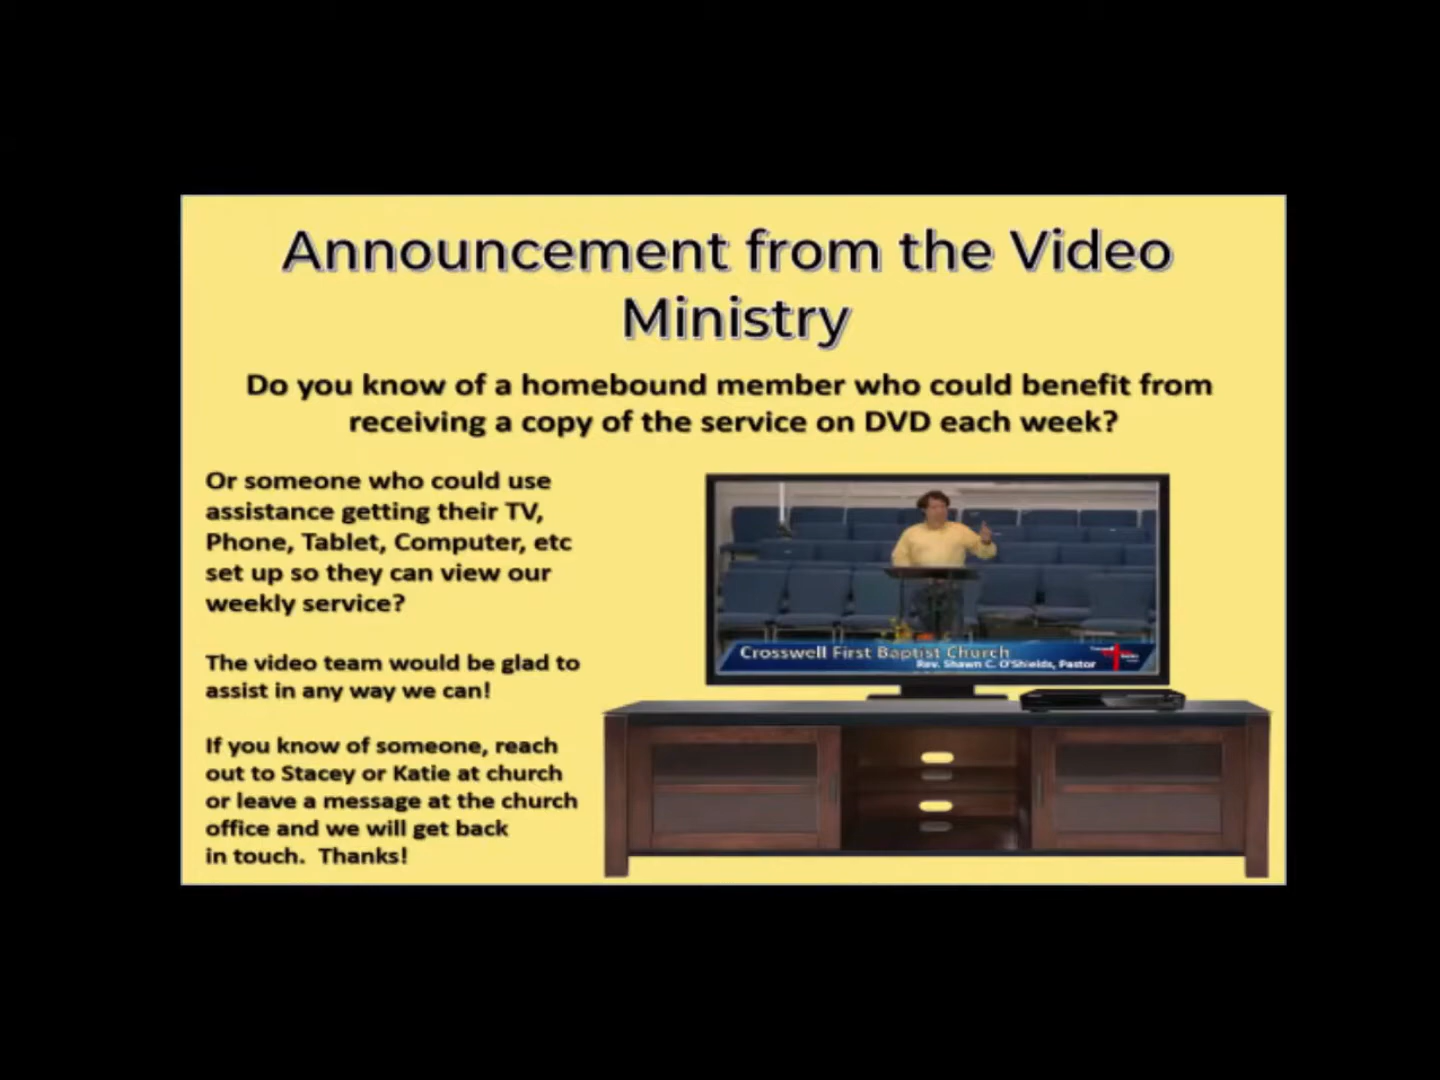 Announcement from the Video
Ministry
Do you know of a homebound member who could benefit from
receiving a copy of the service on DVD each week?
Or someone who could use
assistance getting their TV,
Phone, Tablet, Computer, etc
set up so they can view our
weekly service?
The video team would be glad to
assist in any way we can!
If you know of someone, reach
out to Stacey or Katie at church
or leave a message at the church
office and we will get back
in touch.  Thanks!
Crosswell First Baptist Church
Rev. Shawn C. O'Shields, Pastor